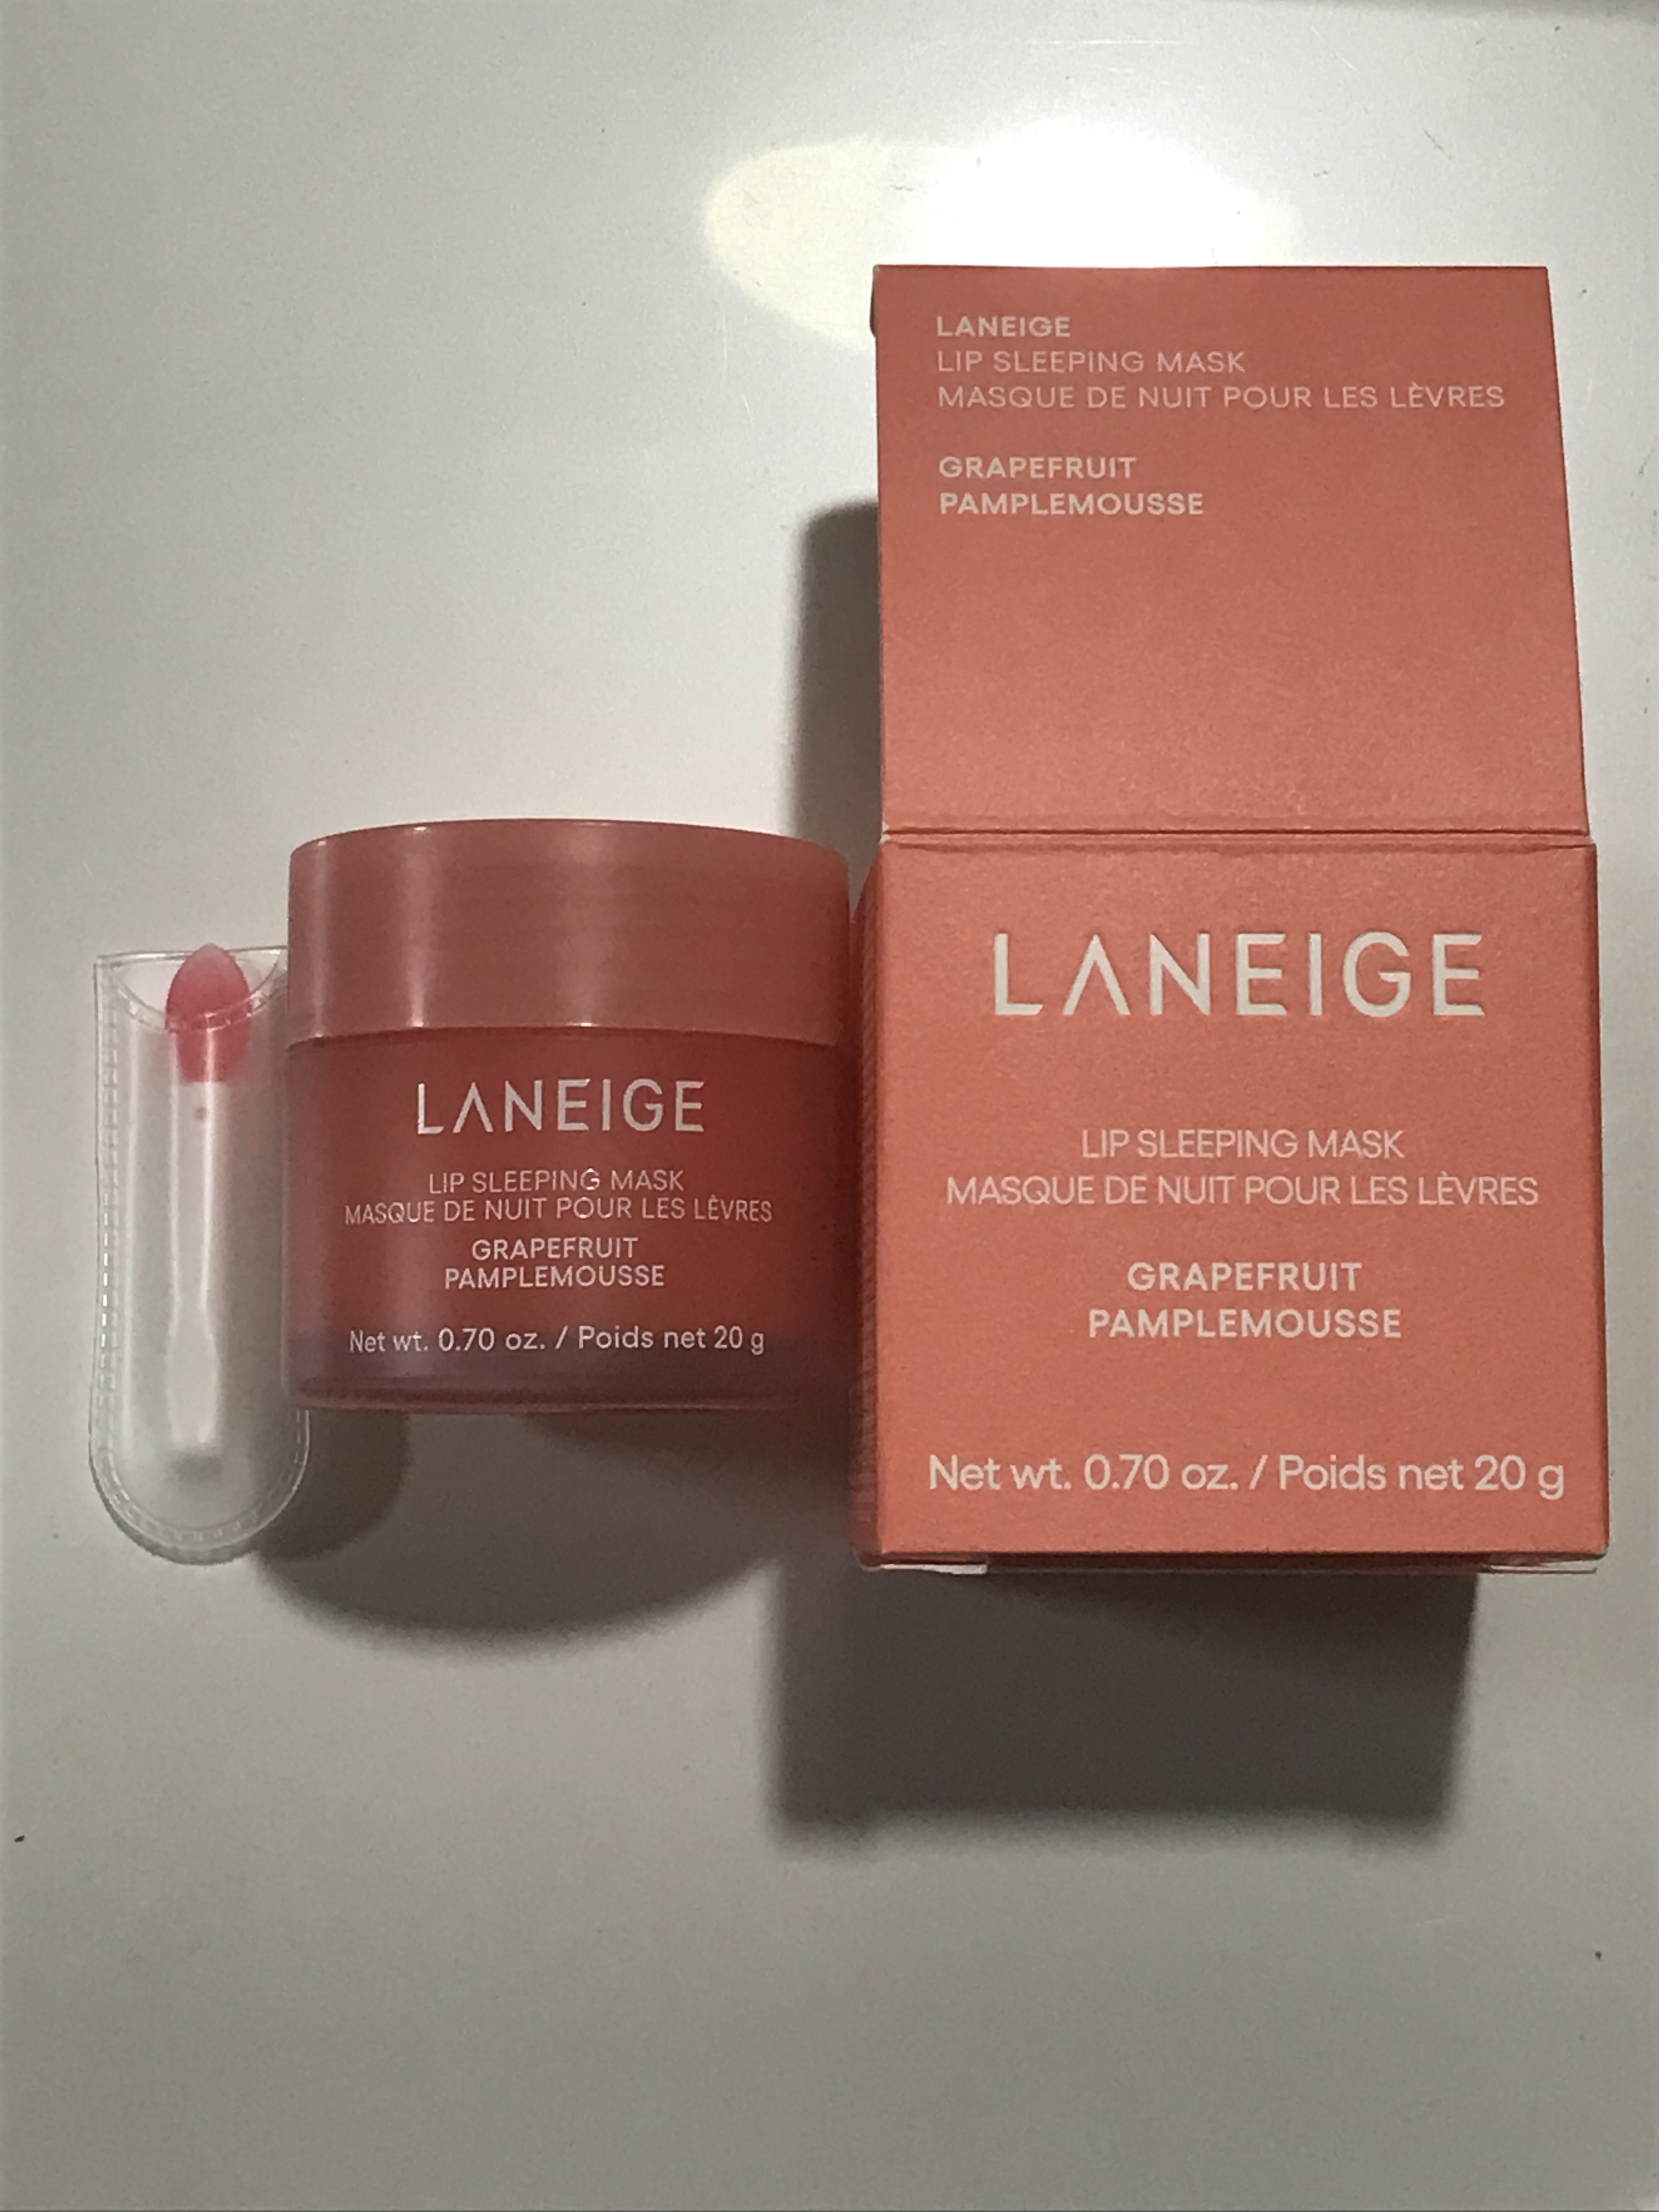 LANEIGE
LIP SLEEPING MASK
MASQUE DE NUIT POUR LES LÈVRES
GRAPEFRUIT
PAMPLEMOUSSE
LANEIGE
LIP SLEEPING MASK
MASQUE DE NUIT POUR LES LÈVRES
GRAPEFRUIT
PAMPLEMOUSSE
Net wt. 0.70 oz. / Poids net 20 g
LANEIGE
LIP SLEEPING MASK
MASQUE DE NUIT POUR LES LÈVRES
GRAPEFRUIT
PAMPLEMOUSSE
Net wt. 0.70 oz. / Poids net 20 g